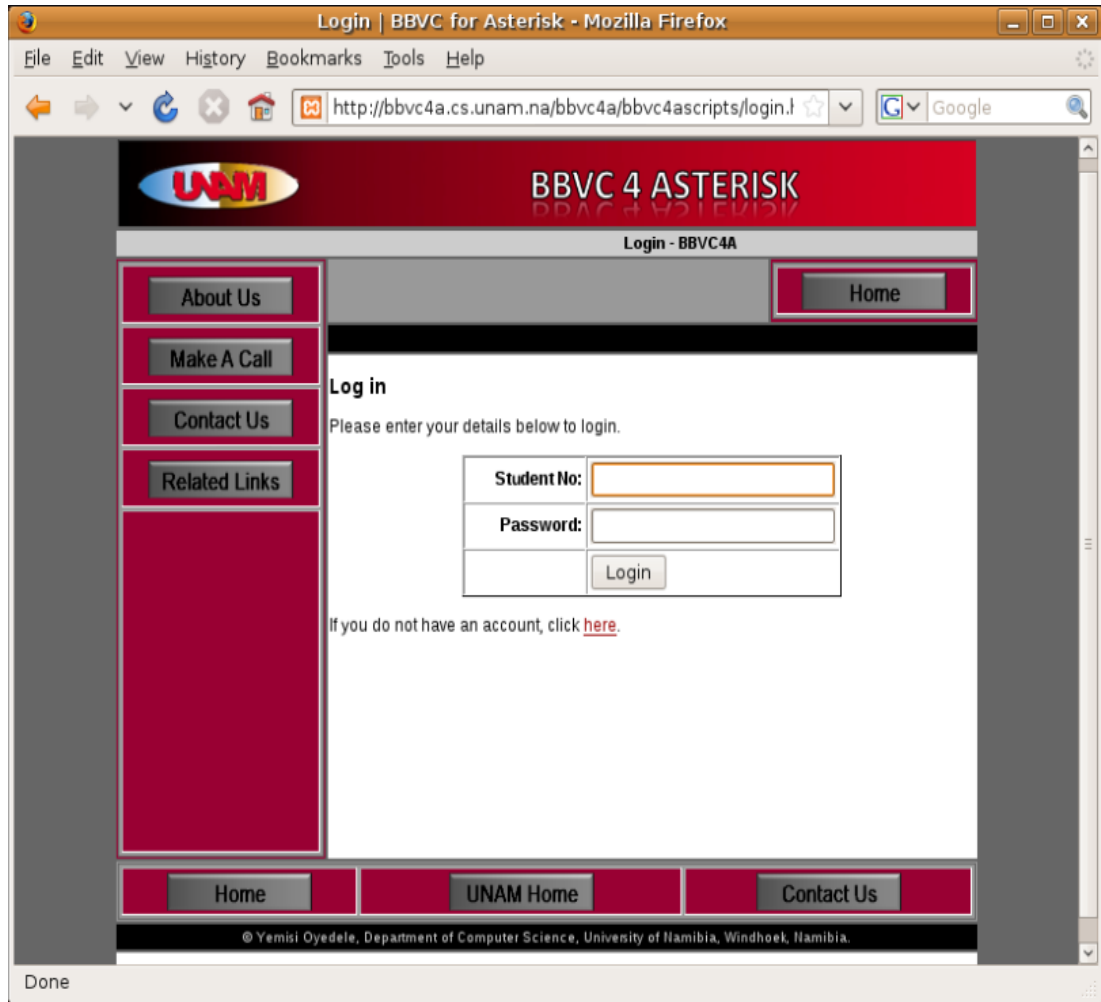 Login | BBVC for Asterisk - Mozilla Firefox
File Edit View History Bookmarks Tools Help
http://bbvc4a.cs.unam.na/bbvc4a/bbvc4ascripts/login.h
G Google
UNAM
BBVC 4 ASTERISK
Login - BBVC4A
About Us
Home
Make A Call
Contact Us
Related Links
Log in
Please enter your details below to login.
Student No:
Password:
Login
If you do not have an account, click here.
Home
UNAM Home
Contact Us
© Yemisi Oyedele, Department of Computer Science, University of Namibia, Windhoek, Namibia.
Done